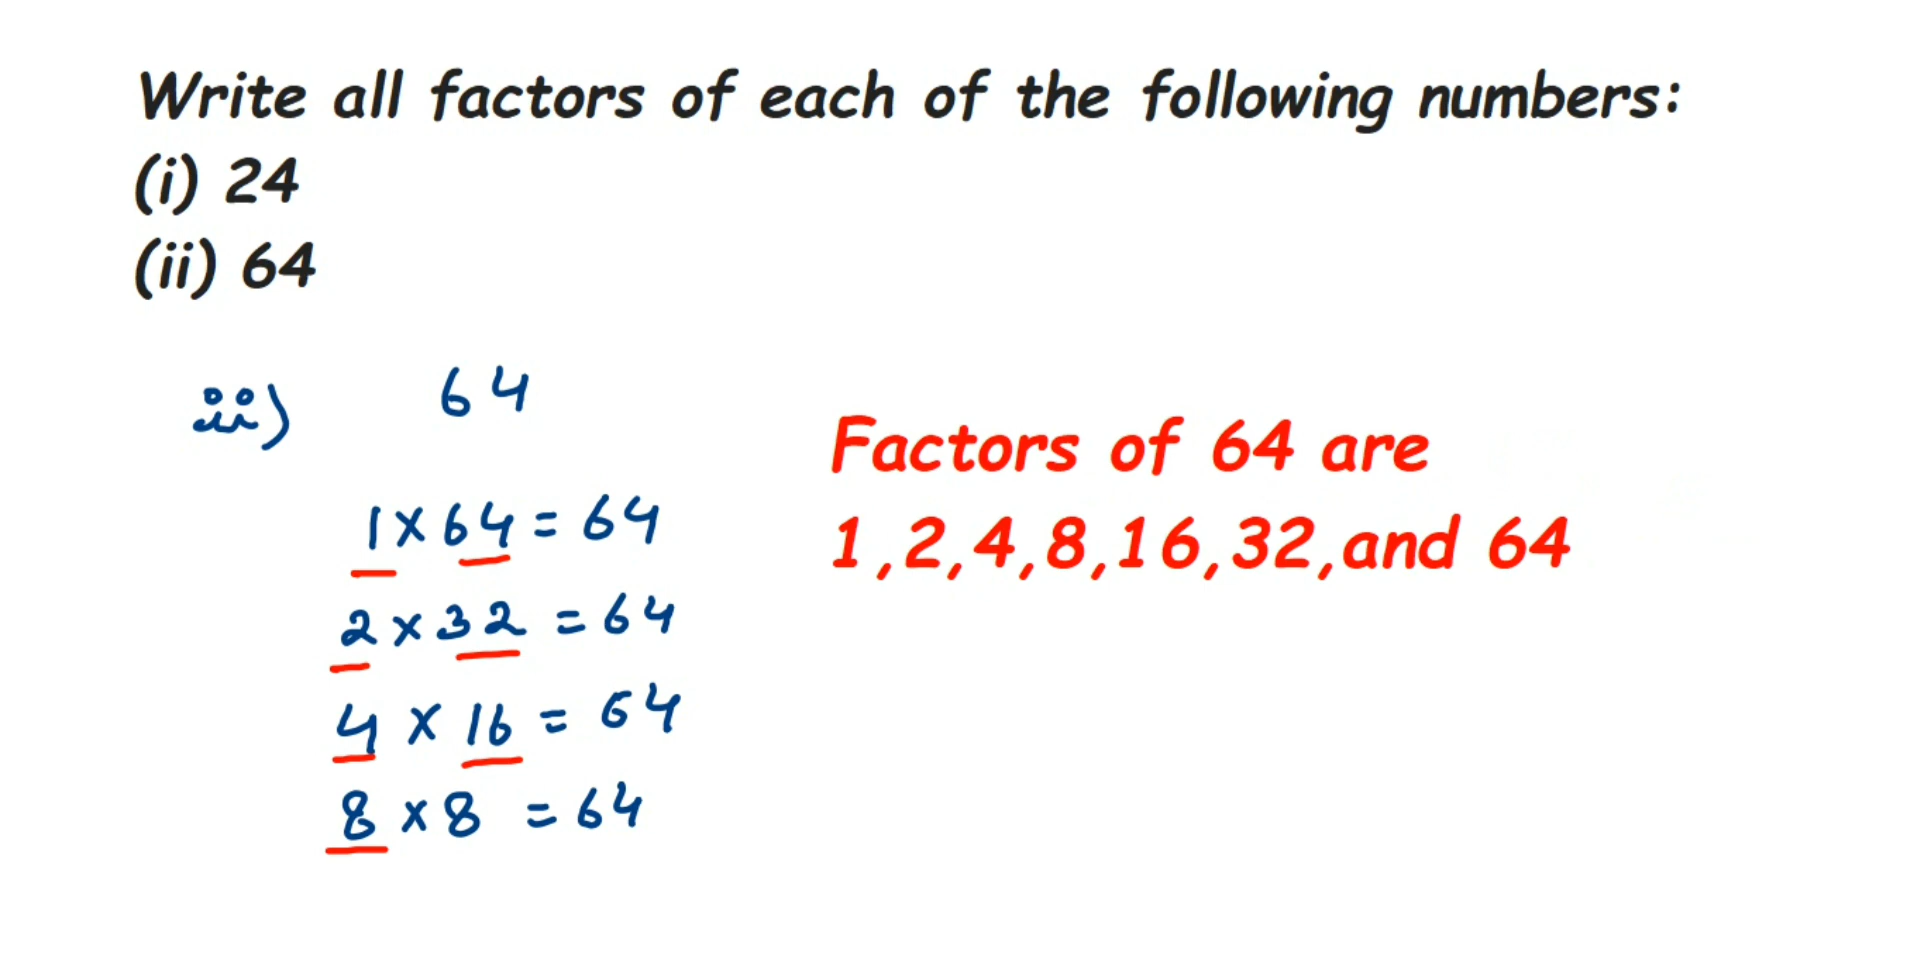 Write all factors of each of the following numbers:
(i) 24
(ii) 64
ii) 64
1 × 64 = 64
2 × 32 = 64
4 × 16 = 64
8 × 8 = 64
Factors of 64 are
1,2,4,8,16,32,and 64